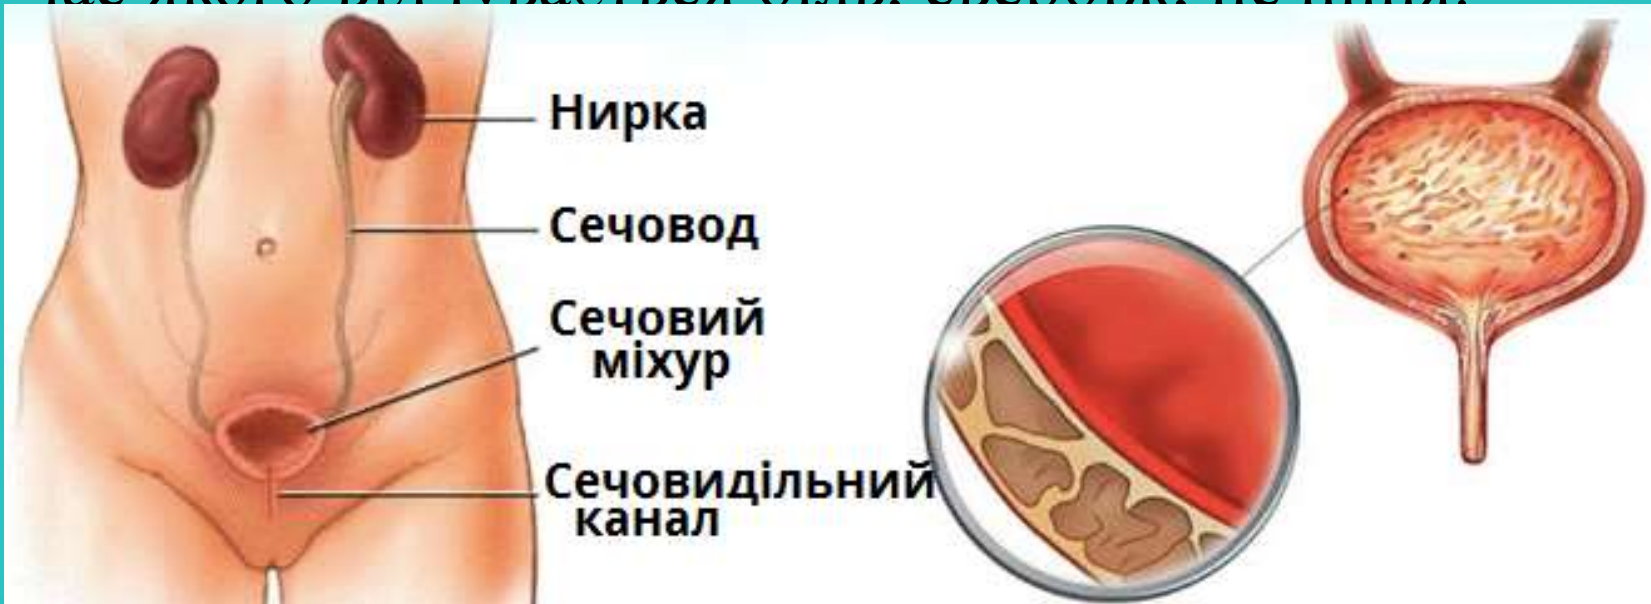 Нирка
Сечовод
Сечовий
міхур
Сечовидільний
канал